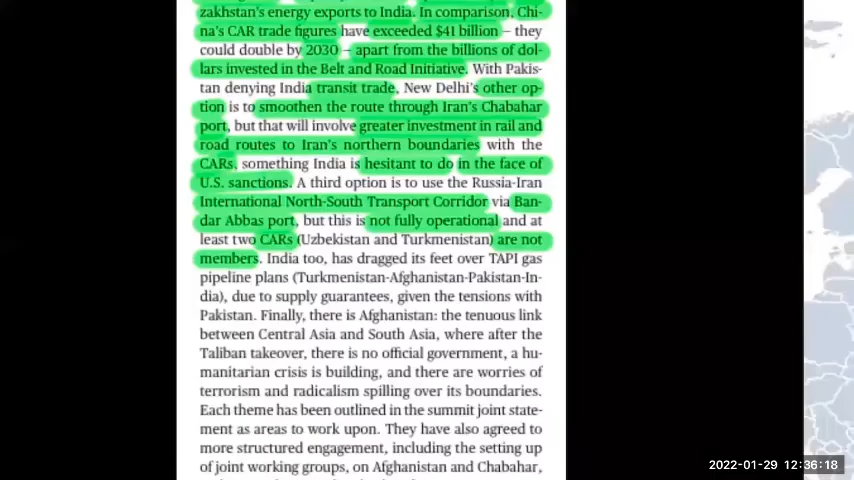 zakhstan's energy exports to India. In comparison, Chi-
na's CAR trade figures have exceeded $41 billion – they
could double by 2030 – apart from the billions of dol-
lars invested in the Belt and Road Initiative. With Pakis-
tan denying India transit trade, New Delhi's other op-
tion is to smoothen the route through Iran's Chabahar
port, but that will involve greater investment in rail and
road routes to Iran's northern boundaries with the
CARs, something India is hesitant to do in the face of
U.S. sanctions. A third option is to use the Russia-Iran
International North-South Transport Corridor via Ban-
dar Abbas port, but this is not fully operational and at
least two CARs (Uzbekistan and Turkmenistan) are not
members. India too, has dragged its feet over TAPI gas
pipeline plans (Turkmenistan-Afghanistan-Pakistan-In-
dia), due to supply guarantees, given the tensions with
Pakistan. Finally, there is Afghanistan: the tenuous link
between Central Asia and South Asia, where after the
Taliban takeover, there is no official government, a hu-
manitarian crisis is building, and there are worries of
terrorism and radicalism spilling over its boundaries.
Each theme has been outlined in the summit joint state-
ment as areas to work upon. They have also agreed to
more structured engagement, including the setting up
of joint working groups, on Afghanistan and Chabahar,
2022-01-29 12:36:18